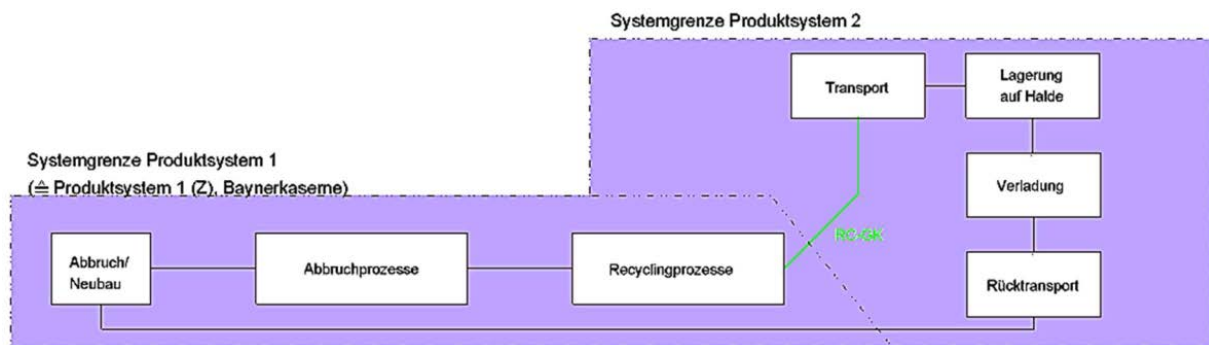 Systemgrenze Produktsystem 2
Transport
Lagerung
auf Halde
Systemgrenze Produktsystem 1
(≙ Produktsystem 1 (Z), Baynerkaserne)
Verladung
RC-GK
Abbruch/
Neubau
Abbruchprozesse
Recyclingprozesse
Rücktransport